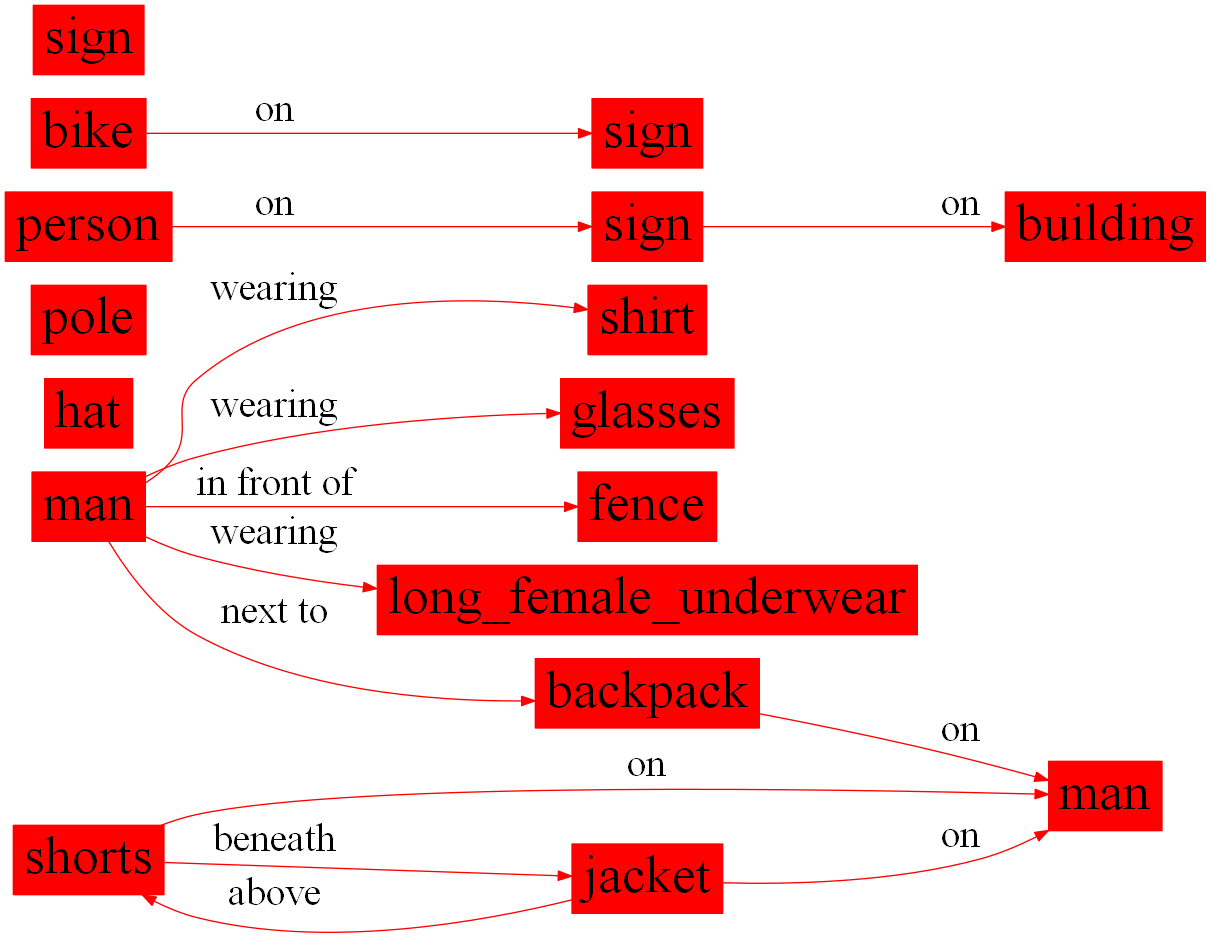 sign
bike on sign
person on sign on building
pole
wearing shirt
hat
wearing glasses
man in front of fence
wearing long_female_underwear
next to backpack
on
on man
shorts beneath jacket on
above